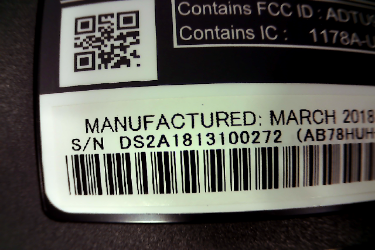 Contains FCC ID : ADTU
Contains IC : 1178A-U
MANUFACTURED: MARCH 2018
S/N DS2A1813100272 (AB78HUH